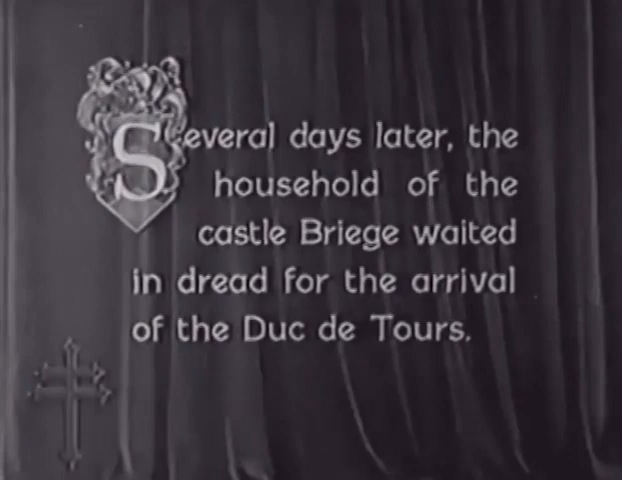 Several days later, the
household of the
castle Briege waited
in dread for the arrival
of the Duc de Tours.